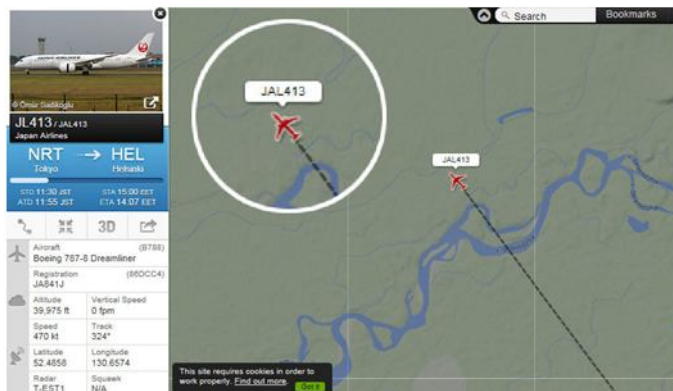 © Ömür Sadikoglu
JL413 / JAL413
Japan Airlines
NRT → HEL
Tokyo Helsinki
STD 11:30 JST STA 15:00 EET
ATD 11:55 JST ETA 14:07 EET
3D
Aircraft (B788)
Boeing 787-8 Dreamliner
Registration (86DCC4)
JA841J
Altitude Vertical Speed
39,975 ft 0 fpm
Speed Track
470 kt 324°
Latitude Longitude
52.4858 130.6574
Radar Squawk
T-EST1 N/A
JAL413
JAL413
Search Bookmarks
This site requires cookies in order to
work properly. Find out more. Got it